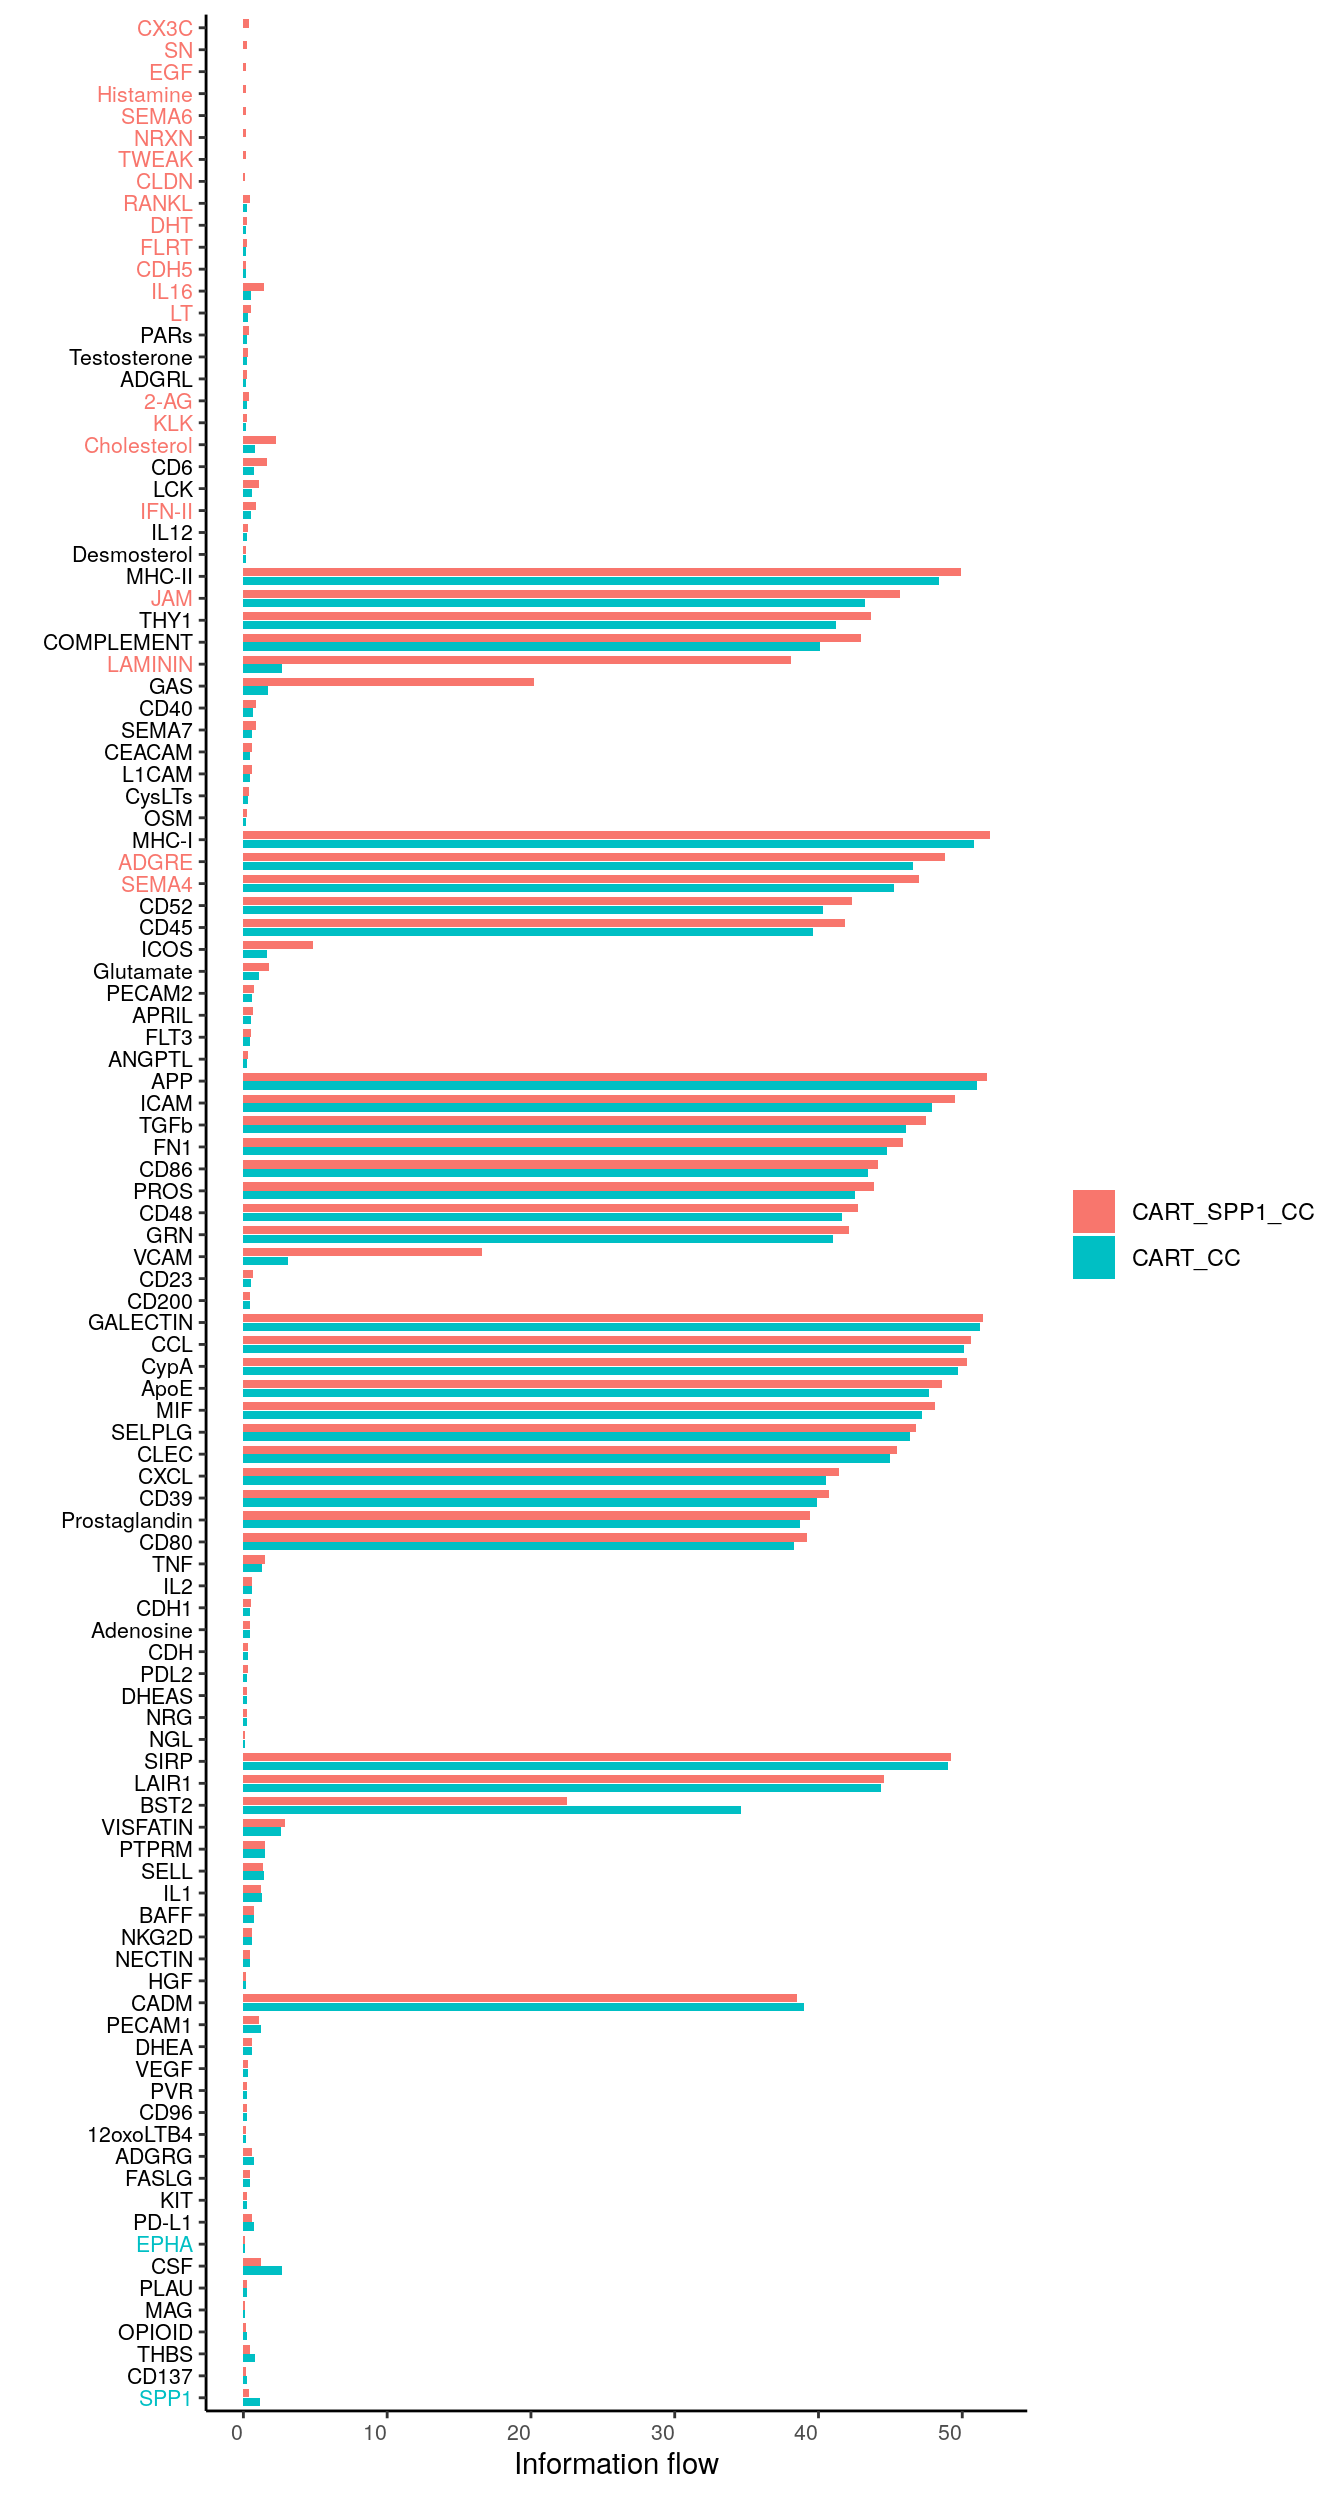 CX3C
SN
EGF
Histamine
SEMA6
NRXN
TWEAK
CLDN
RANKL
DHT
FLRT
CDH5
IL16
LT
PARs
Testosterone
ADGRL
2-AG
KLK
Cholesterol
CD6
LCK
IFN-II
IL12
Desmosterol
MHC-II
JAM
THY1
COMPLEMENT
LAMININ
GAS
CD40
SEMA7
CEACAM
L1CAM
CysLTs
OSM
MHC-I
ADGRE
SEMA4
CD52
CD45
ICOS
Glutamate
PECAM2
APRIL
FLT3
ANGPTL
APP
ICAM
TGFb
FN1
CD86
PROS
CD48
GRN
VCAM
CD23
CD200
GALECTIN
CCL
CypA
ApoE
MIF
SELPLG
CLEC
CXCL
CD39
Prostaglandin
CD80
TNF
IL2
CDH1
Adenosine
CDH
PDL2
DHEAS
NRG
NGL
SIRP
LAIR1
BST2
VISFATIN
PTPRM
SELL
IL1
BAFF
NKG2D
NECTIN
HGF
CADM
PECAM1
DHEA
VEGF
PVR
CD96
12oxoLTB4
ADGRG
FASLG
KIT
PD-L1
EPHA
CSF
PLAU
MAG
OPIOID
THBS
CD137
SPP1
0 10 20 30 40 50
Information flow
CART_SPP1_CC
CART_CC